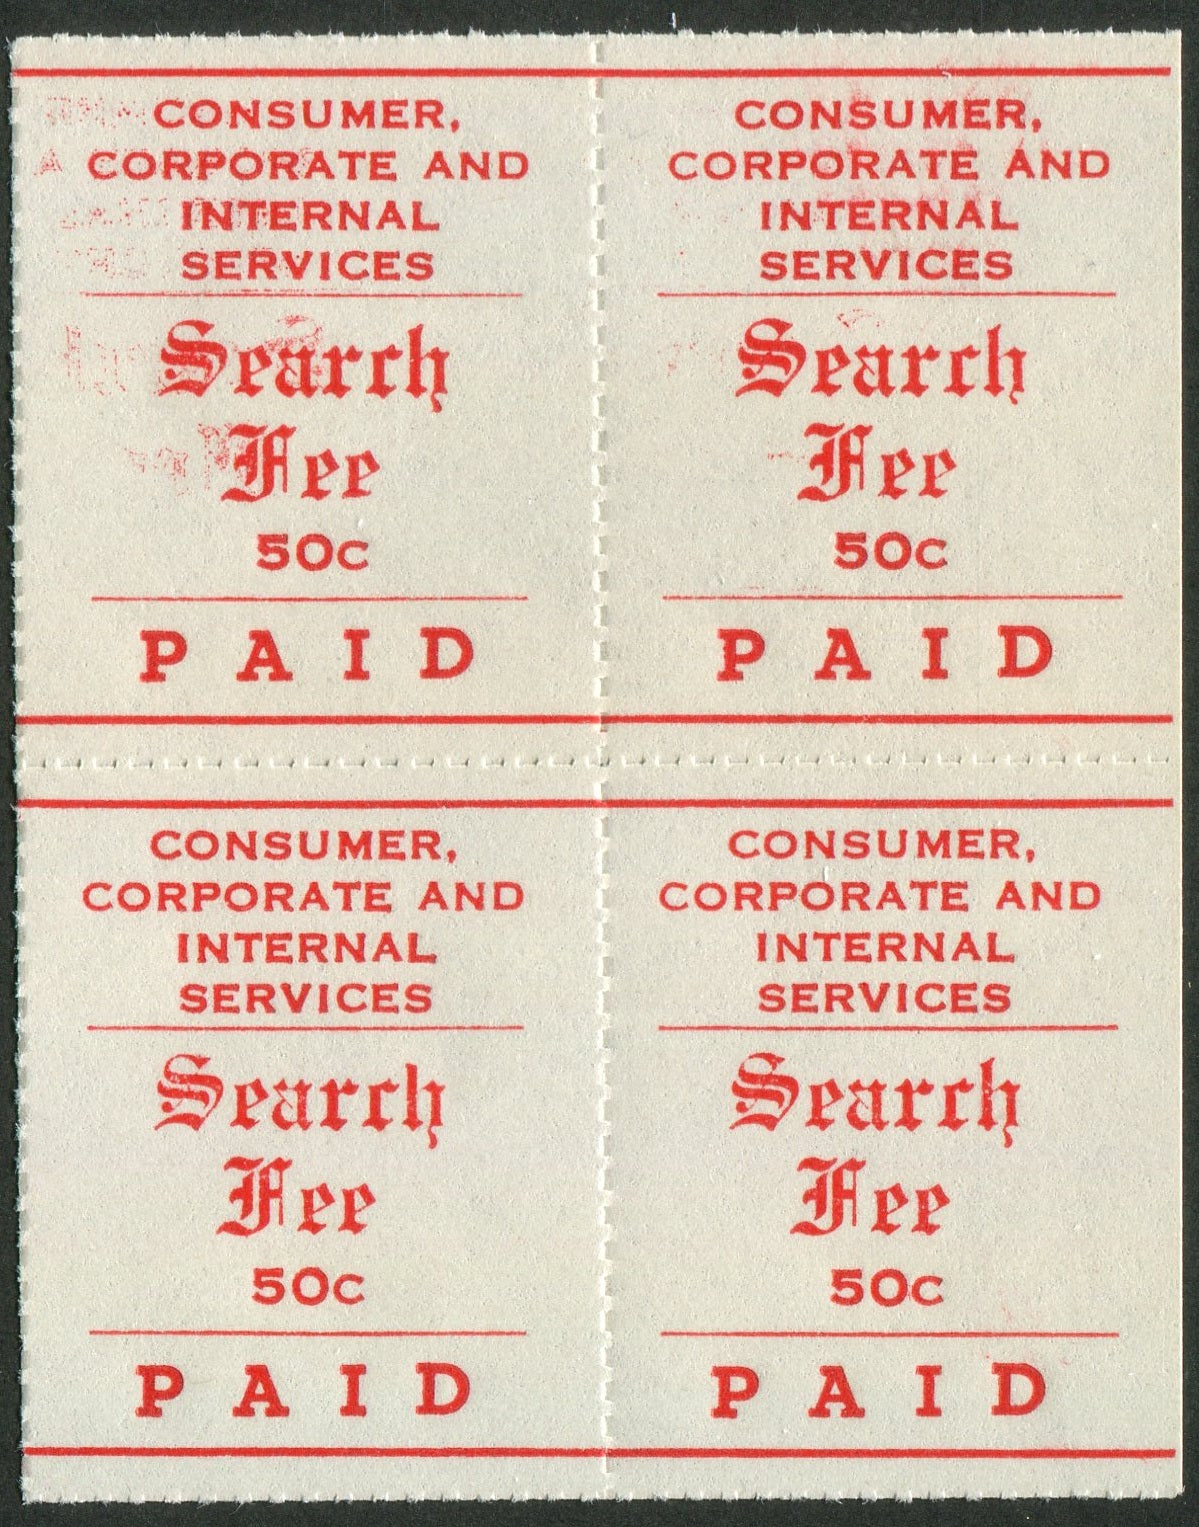 CONSUMER,
CORPORATE AND
INTERNAL
SERVICES
Search
Fee
50c
PAID
CONSUMER,
CORPORATE AND
INTERNAL
SERVICES
Search
Fee
50c
PAID
CONSUMER,
CORPORATE AND
INTERNAL
SERVICES
Search
Fee
50c
PAID
CONSUMER,
CORPORATE AND
INTERNAL
SERVICES
Search
Fee
50c
PAID